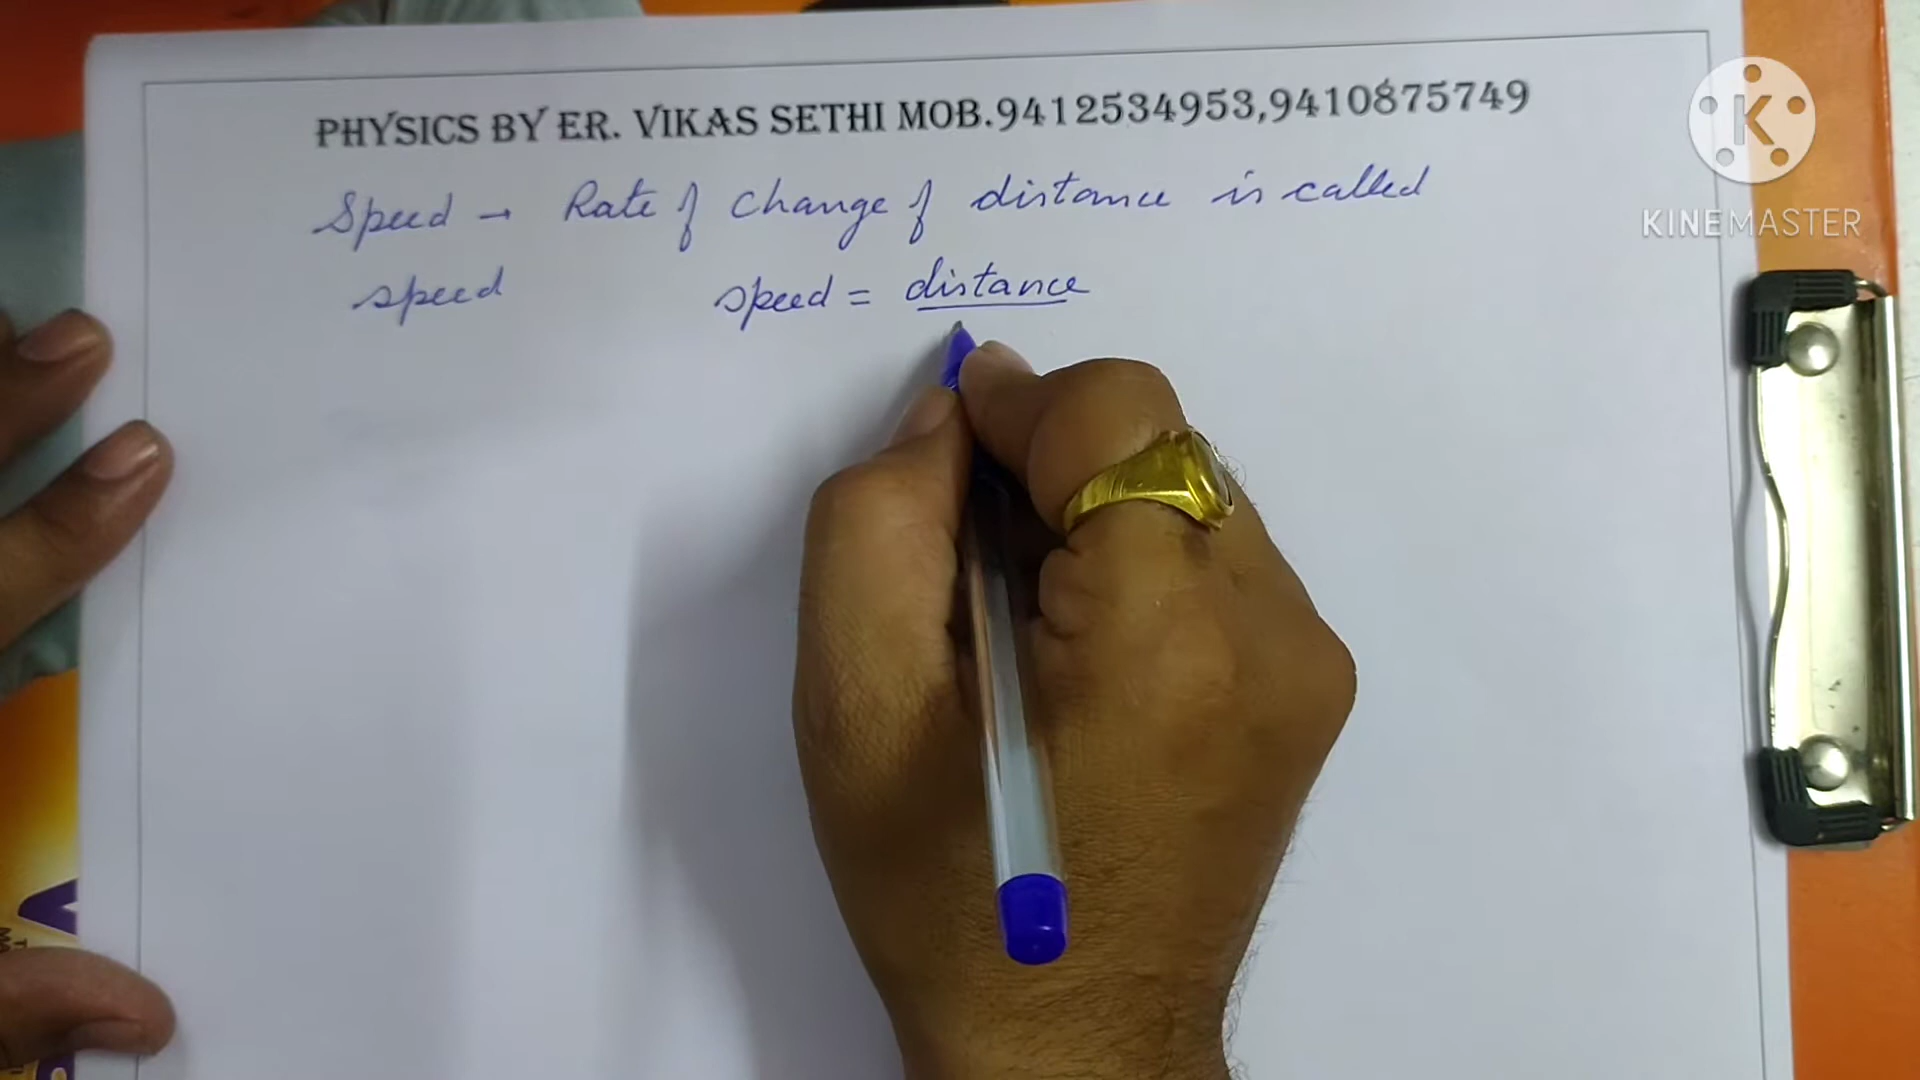 PHYSICS BY ER. VIKAS SETHI MOB.9412534953,9410875749
Speed → Rate of change of distance is called
speed speed = distance
K
KINEMASTER